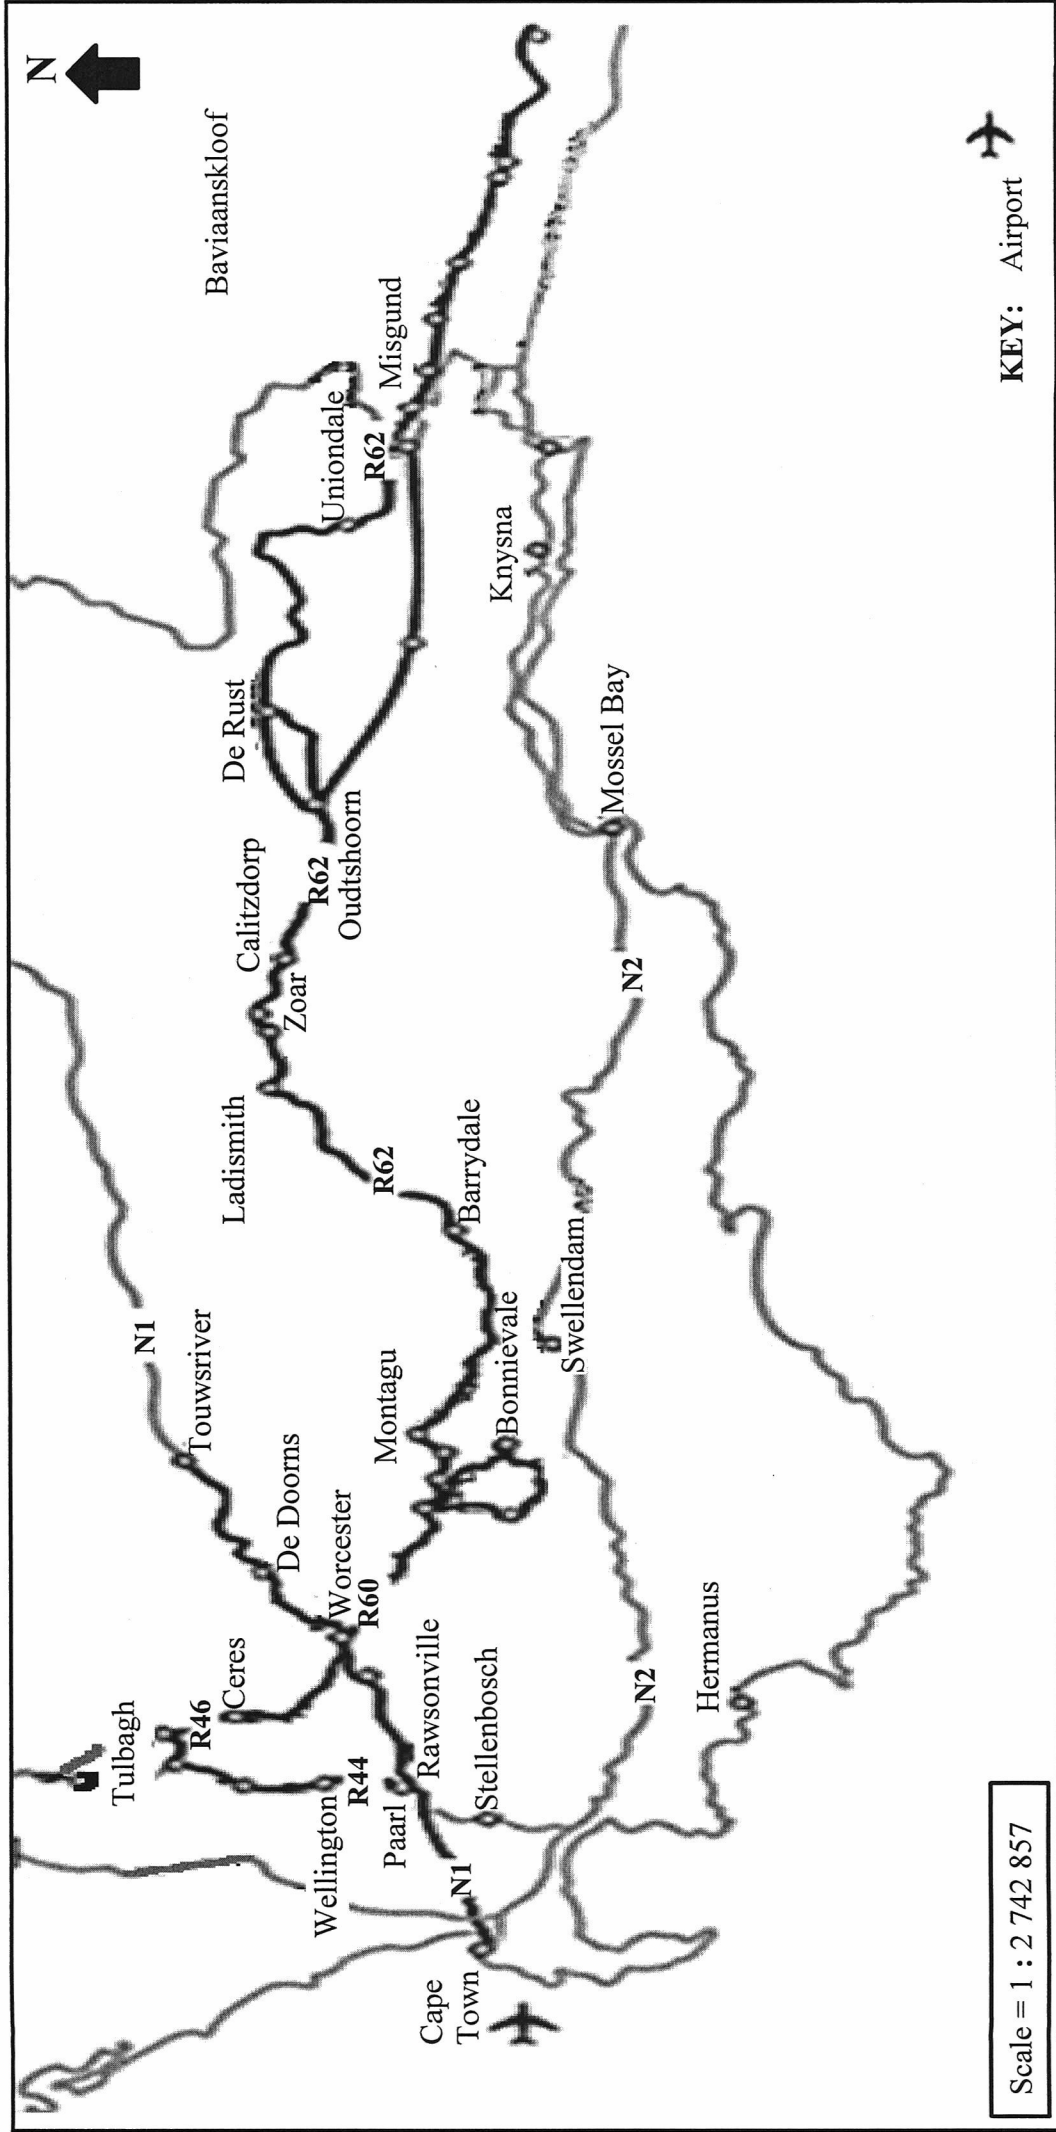 N
Baviaanskloof
Misgund
Uniondale
R62
Knysna
De Rust
Mossel Bay
Calitzdorp
R62
Oudtshoorn
Zoar
N2
Ladismith
R62
Barrydale
N1
Touwsriver
Swellendam
Bonnievale
Montagu
De Doorns
Worcester
R60
Ceres
R46
Tulbagh
Rawsonville
R44
Wellington
Paarl
Stellenbosch
Hermanus
N2
N1
Cape
Town
KEY: Airport
Scale = 1 : 2 742 857